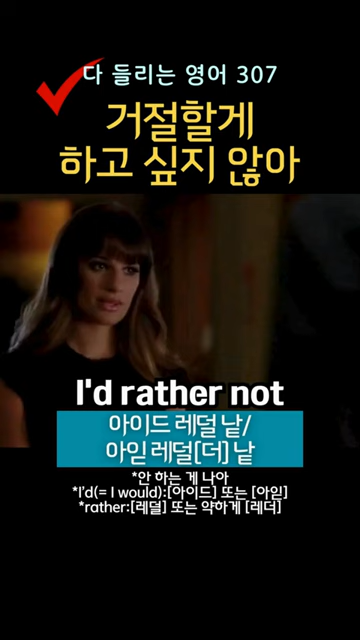 다 들리는 영어 307
거절할게
하고 싶지 않아
I'd rather not
아이드 레덜 낱/
아읻 레덜[더] 낱
*안 하는 게 나아
*I'd(= I would):[아이드] 또는 [아읻]
*rather:[레덜] 또는 약하게 [레더]